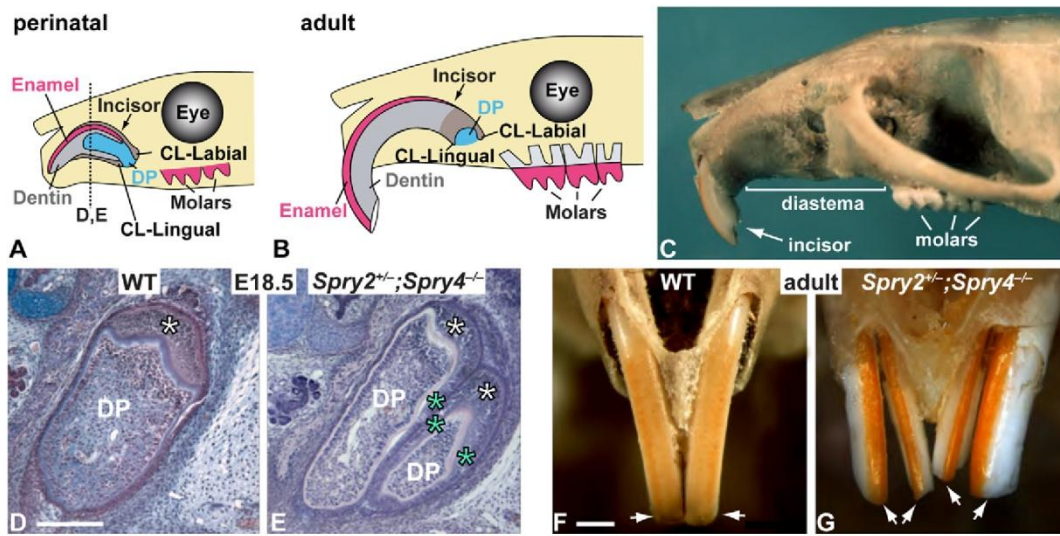 perinatal
Enamel
Incisor
Eye
CL-Labial
DP
Dentin
Molars
D,E
CL-Lingual
A
adult
Incisor
DP
Eye
CL-Labial
CL-Lingual
Dentin
Enamel
Molars
B
diastema
incisor
molars
C
WT
E18.5
Spry2+/–;Spry4–/–
*
DP
D
*
DP
*
*
*
DP
*
E
WT
adult
Spry2+/–;Spry4–/–
F
G